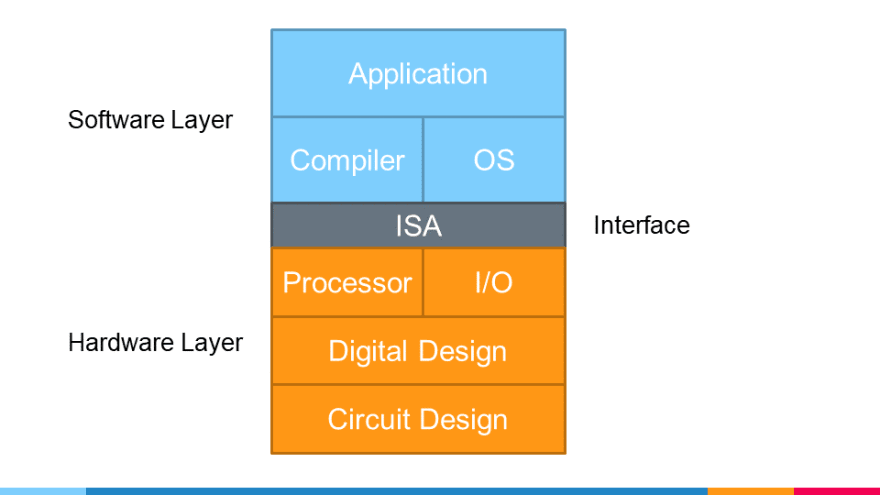 Application
Software Layer
Compiler OS
ISA
Interface
Processor I/O
Hardware Layer
Digital Design
Circuit Design